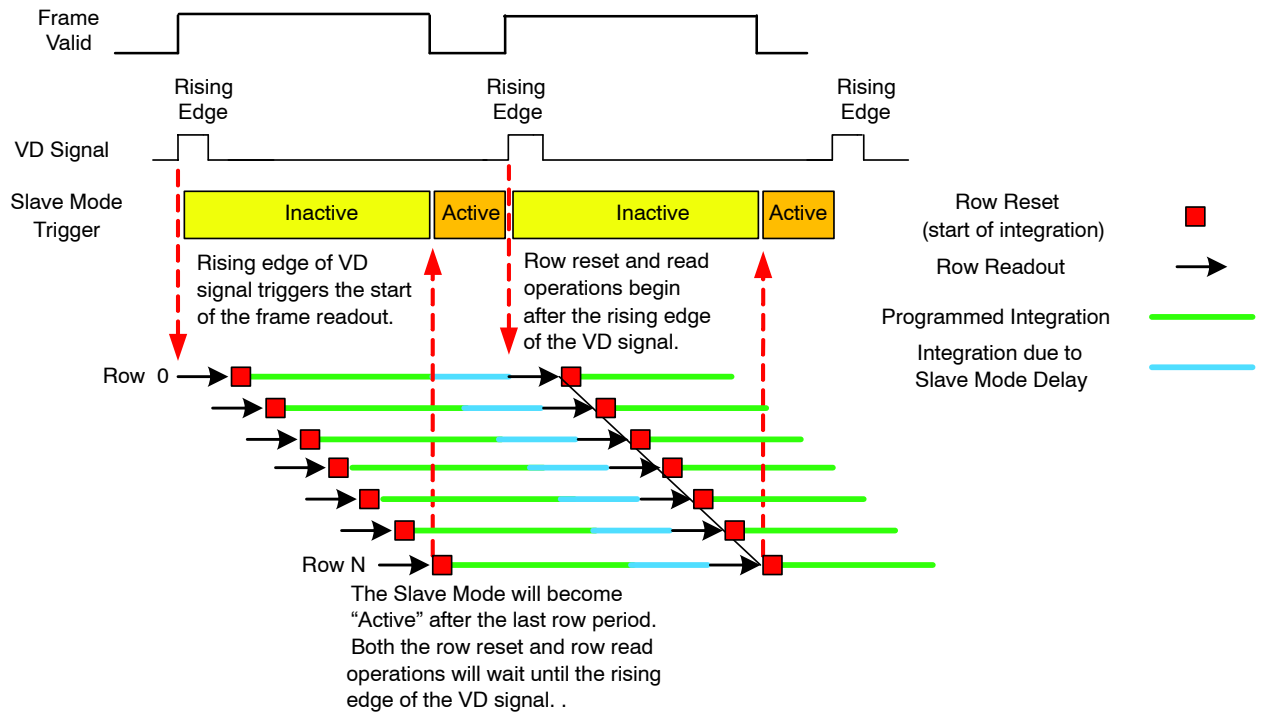 Frame
Valid
Rising
Edge
Rising
Edge
Rising
Edge
VD Signal
Slave Mode
Trigger
Inactive
Active
Inactive
Active
Rising edge of VD
signal triggers the start
of the frame readout.
Row reset and read
operations begin
after the rising edge
of the VD signal.
Row Reset
(start of integration)
Row Readout
Programmed Integration
Integration due to
Slave Mode Delay
Row 0
Row N
The Slave Mode will become
“Active” after the last row period.
Both the row reset and row read
operations will wait until the rising
edge of the VD signal. .